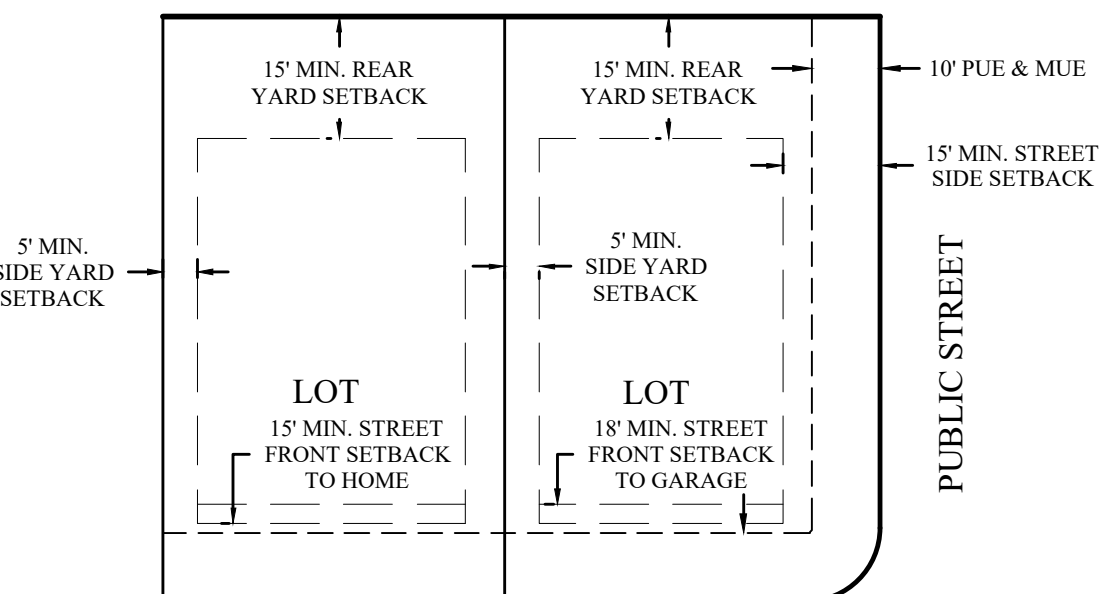 15' MIN. REAR
YARD SETBACK
15' MIN. REAR
YARD SETBACK
10' PUE & MUE
15' MIN. STREET
SIDE SETBACK
5' MIN.
SIDE YARD
SETBACK
5' MIN.
SIDE YARD
SETBACK
PUBLIC STREET
LOT
15' MIN. STREET
FRONT SETBACK
TO HOME
LOT
18' MIN. STREET
FRONT SETBACK
TO GARAGE